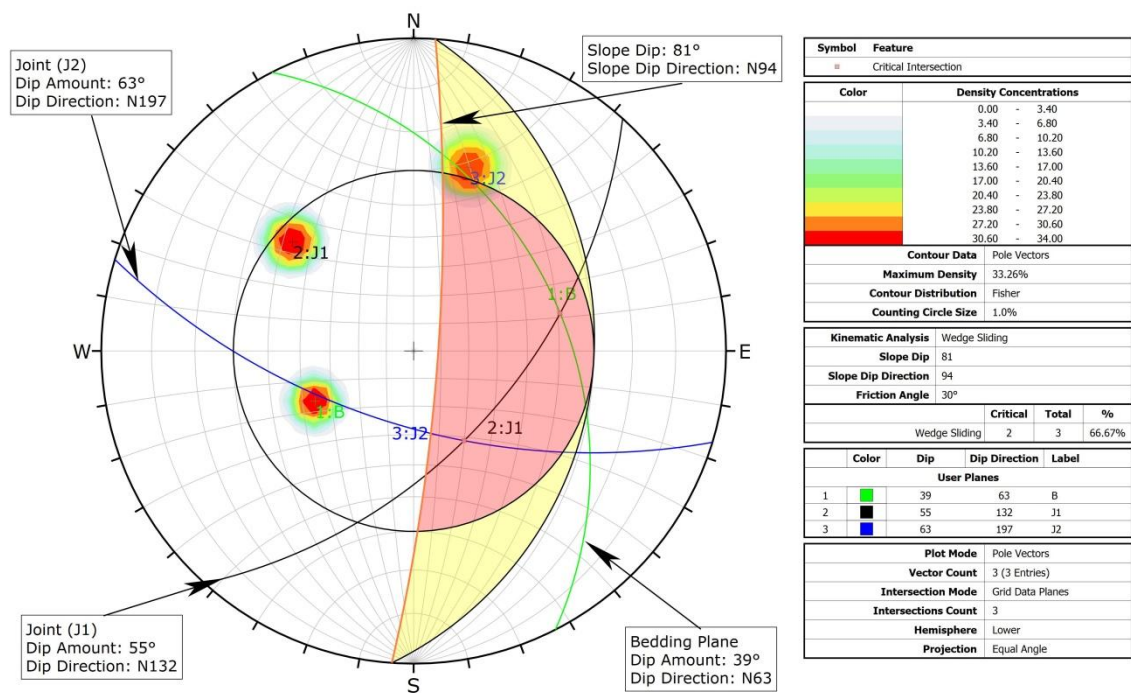 N
Joint (J2)
Dip Amount: 63°
Dip Direction: N197
Slope Dip: 81°
Slope Dip Direction: N94
3:J2
2:J1
1:B
W
E
1:B
3:J2
2:J1
Joint (J1)
Dip Amount: 55°
Dip Direction: N132
Bedding Plane
Dip Amount: 39°
Dip Direction: N63
S
Symbol Feature
Critical Intersection
Color Density Concentrations
0.00 - 3.40
3.40 - 6.80
6.80 - 10.20
10.20 - 13.60
13.60 - 17.00
17.00 - 20.40
20.40 - 23.80
23.80 - 27.20
27.20 - 30.60
30.60 - 34.00
Contour Data Pole Vectors
Maximum Density 33.26%
Contour Distribution Fisher
Counting Circle Size 1.0%
Kinematic Analysis Wedge Sliding
Slope Dip 81
Slope Dip Direction 94
Friction Angle 30°
Critical Total %
Wedge Sliding 2 3 66.67%
Color Dip Dip Direction Label
User Planes
1 39 63 B
2 55 132 J1
3 63 197 J2
Plot Mode Pole Vectors
Vector Count 3 (3 Entries)
Intersection Mode Grid Data Planes
Intersections Count 3
Hemisphere Lower
Projection Equal Angle